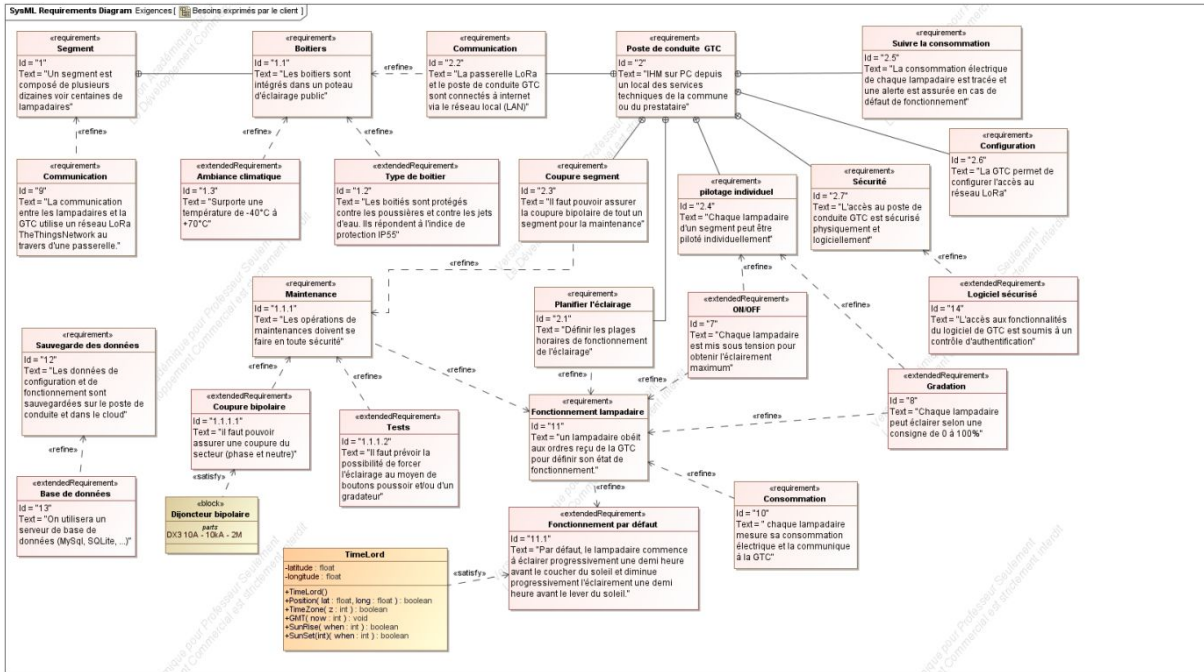 SysML Requirements Diagram Exigences [ Besoins exprimés par le client ]
«requirement»
Segment
Id = "1"
Text = "Un segment est
composé de plusieurs
dizaines voir centaines de
lampadaires"
«requirement»
Boitiers
Id = "1.1"
Text = "Les boitiers sont
intégrés dans un poteau
d'éclairage public"
«refine»
«requirement»
Communication
Id = "2.2"
Text = "La passerelle LoRa
et le poste de conduite GTC
sont connectés à internet
via le réseau local (LAN)"
«requirement»
Poste de conduite GTC
Id = "2"
Text = "IHM sur PC depuis
un local des services
techniques de la commune
ou du prestataire"
«requirement»
Suivre la consommation
Id = "2.5"
Text = "La consommation électrique
de chaque lampadaire est tracée et
une alerte est assurée en cas de
défaut de fonctionnement"
«refine»
«requirement»
Communication
Id = "9"
Text = "La communication
entre les lampadaires et la
GTC utilise un réseau LoRa
TheThingsNetwork au
travers d'une passerelle."
«refine»
«extendedRequirement»
Ambiance climatique
Id = "1.3"
Text = "Surporte une
température de -40°C à
+70°C"
«refine»
«extendedRequirement»
Type de boitier
Id = "1.2"
Text = "Les boitiés sont protégés
contre les poussières et contre les jets
d'eau. Ils répondent à l'indice de
protection IP55"
«requirement»
Coupure segment
Id = "2.3"
Text = "Il faut pouvoir assurer
la coupure bipolaire de tout un
segment pour la maintenance"
«refine»
«requirement»
pilotage individuel
Id = "2.4"
Text = "Chaque lampadaire
d'un segment peut être
piloté individuellement"
«requirement»
Sécurité
Id = "2.7"
Text = "L'accès au poste de
conduite GTC est sécurisé
physiquement et
logiciellement"
«requirement»
Configuration
Id = "2.6"
Text = "La GTC permet de
configurer l'accès au
réseau LoRa"
«refine»
«refine»
«refine»
«extendedRequirement»
Logiciel sécurisé
Id = "14"
Text = "L'accès aux fonctionnalités
du logiciel de GTC est soumis à un
contrôle d'authentification"
«requirement»
Maintenance
Id = "1.1.1"
Text = "Les opérations de
maintenances doivent se
faire en toute sécurité"
«requirement»
Planifier l'éclairage
Id = "2.1"
Text = "Définir les plages
horaires de fonctionnement
de l'éclairage"
«extendedRequirement»
ON/OFF
Id = "7"
Text = "Chaque lampadaire
est mis sous tension pour
obtenir l'éclairement
maximum"
«requirement»
Sauvegarde des données
Id = "12"
Text = "Les données de
configuration et de
fonctionnement sont
sauvegardées sur le poste de
conduite et dans le cloud"
«refine»
«refine»
«refine»
«refine»
«refine»
«extendedRequirement»
Gradation
Id = "8"
Text = "Chaque lampadaire
peut éclairer selon une
consigne de 0 à 100%"
«refine»
«extendedRequirement»
Coupure bipolaire
Id = "1.1.1.1"
Text = "il faut pouvoir
assurer une coupure du
secteur (phase et neutre)"
«extendedRequirement»
Tests
Id = "1.1.1.2"
Text = "Il faut prévoir la
possibilité de forcer
l'éclairage au moyen de
boutons poussoir et/ou d'un
gradateur"
«requirement»
Fonctionnement lampadaire
Id = "11"
Text = "un lampadaire obéit
aux ordres reçu de la GTC
pour définir son état de
fonctionnement."
«refine»
«refine»
«refine»
«satisfy»
«extendedRequirement»
Base de données
Id = "13"
Text = "On utilisera un
serveur de base de
données (MySql, SQLite, ...)"
«block»
Dijoncteur bipolaire
parts
DX3 10A - 10kA - 2M
«requirement»
Consommation
Id = "10"
Text = " chaque lampadaire
mesure sa consommation
électrique et la communique
à la GTC"
«extendedRequirement»
Fonctionnement par défaut
Id = "11.1"
Text = "Par défaut, le lampadaire commence
à éclairer progressivement une demi heure
avant le coucher du soleil et diminue
progressivement l'éclairement une demi
heure avant le lever du soleil."
«satisfy»
TimeLord
-latitude : float
-longitude : float
+TimeLord()
+Position( lat : float, long : float ) : boolean
+TimeZone( z : int ) : boolean
+GMT( now : int ) : void
+SunRise( when : int ) : boolean
+SunSet(int)( when : int ) : boolean